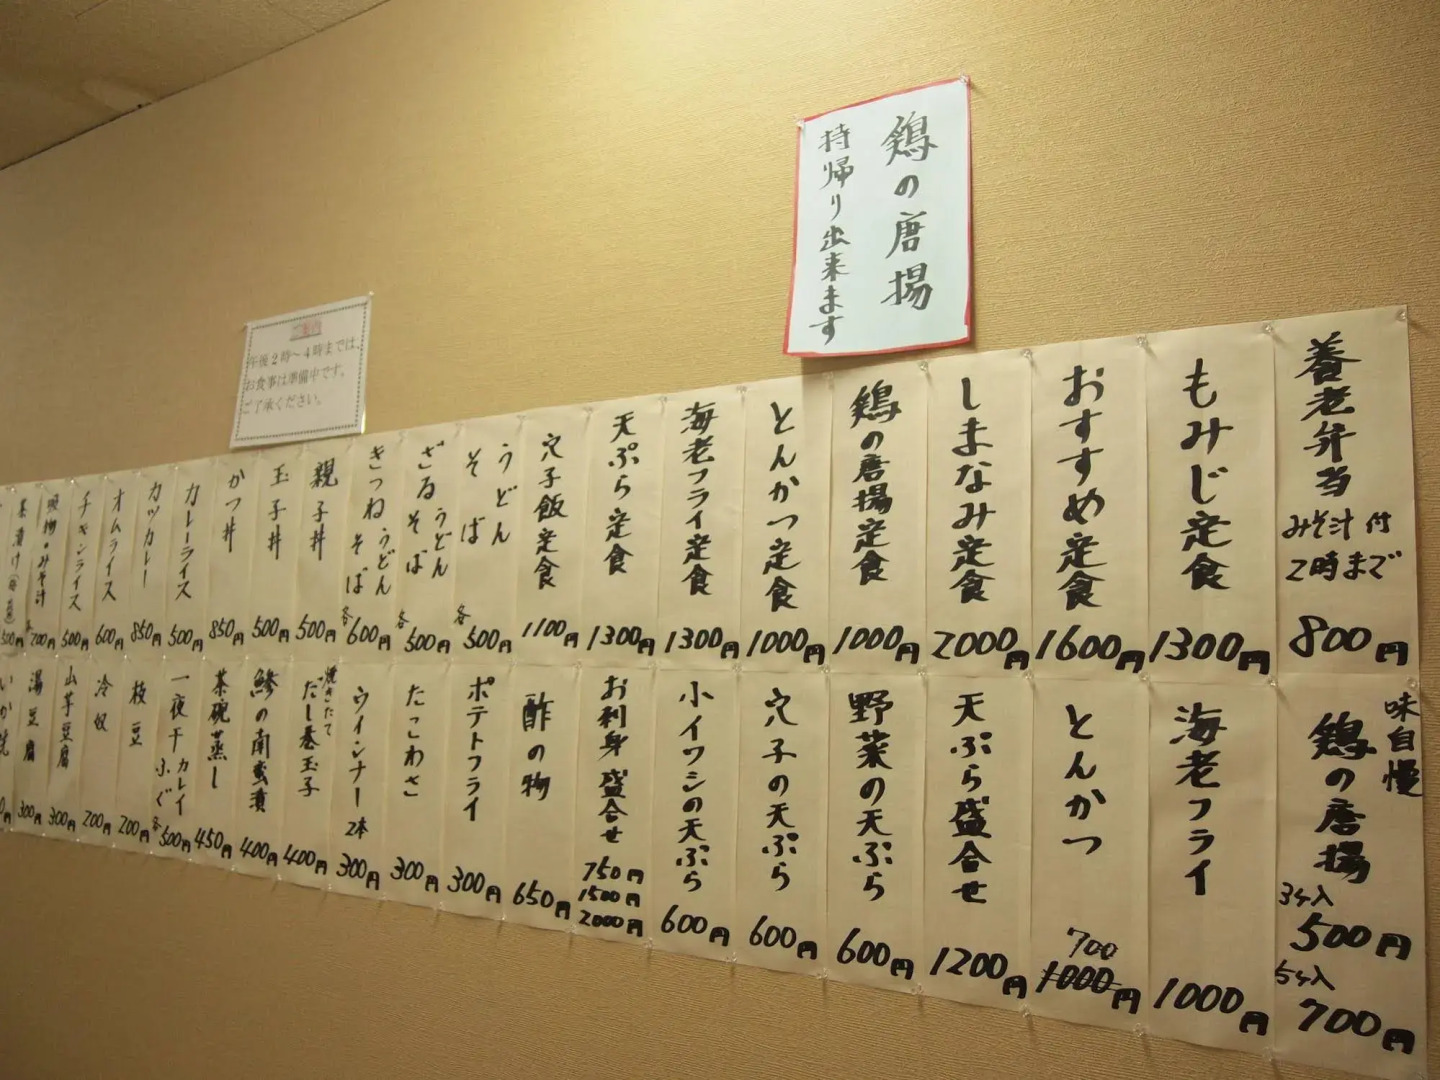 鶏の唐揚
持帰り出来ます
ご案内
午後2時～4時までは、
お食事は準備中です。
ご了承ください。
養老弁当
みそ汁付
2時まで
800円
もみじ定食
1300円
おすすめ定食
1600円
しまなみ定食
2000円
鶏の唐揚定食
1000円
とんかつ定食
1000円
海老フライ定食
1300円
天ぷら定食
1300円
穴子飯定食
1100円
うどん
そば
各500円
ざるうどん
そば
各500円
きつねうどん
そば
各600円
親子丼
500円
玉子丼
500円
かつ丼
850円
カレーライス
500円
カツカレー
850円
オムライス
600円
チキンライス
500円
吸物・みそ汁
各200円
茶漬け
500円
味自慢
鶏の唐揚
3ケ入
500円
5ケ入
700円
海老フライ
1000円
とんかつ
700
1000円
天ぷら盛合せ
1200円
野菜の天ぷら
600円
穴子の天ぷら
600円
小イワシの天ぷら
600円
お刺身盛合せ
750円
1500円
2000円
酢の物
650円
ポテトフライ
300円
たこわさ
300円
ウインナー2本
300円
焼きたて
だし巻玉子
400円
鯵の南蛮漬
400円
茶碗蒸し
450円
一夜干カレイ
ふぐ
各500円
枝豆
200円
冷奴
200円
山芋豆腐
300円
湯豆腐
300円